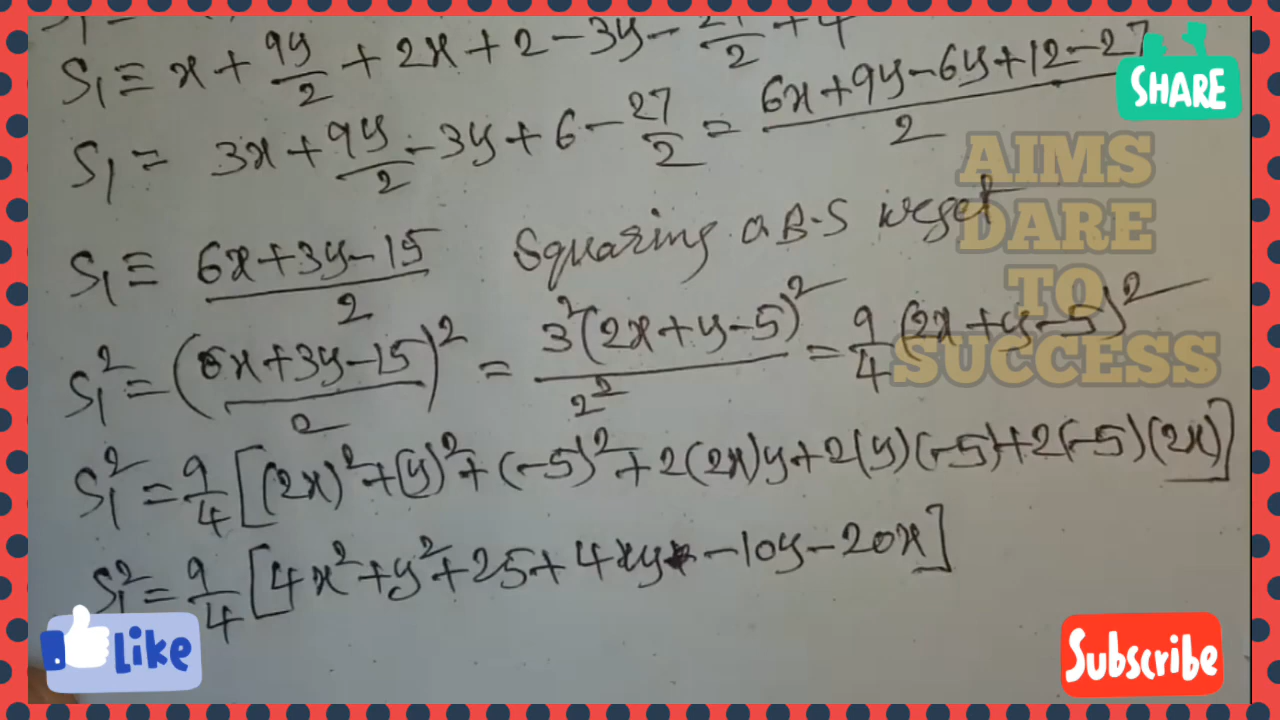 S₁ ≡ x + 9y/2 + 2x + 2 - 3y - 27/2 + 4
S₁ = 3x + 9y/2 - 3y + 6 - 27/2 = (6x + 9y - 6y + 12 - 27)/2
S₁ ≡ (6x + 3y - 15)/2 Squaring a B.S we get
S₁² = ((6x + 3y - 15)/2)² = 3²(2x + y - 5)²/2² = 9/4 (2x + y - 5)²
S₁² = 9/4 [(2x)² + (y)² + (-5)² + 2(2x)y + 2(y)(-5) + 2(-5)(2x)]
S₁² = 9/4 [4x² + y² + 25 + 4xy - 10y - 20x]
SHARE
AIMS
DARE
TO
SUCCESS
Like
Subscribe